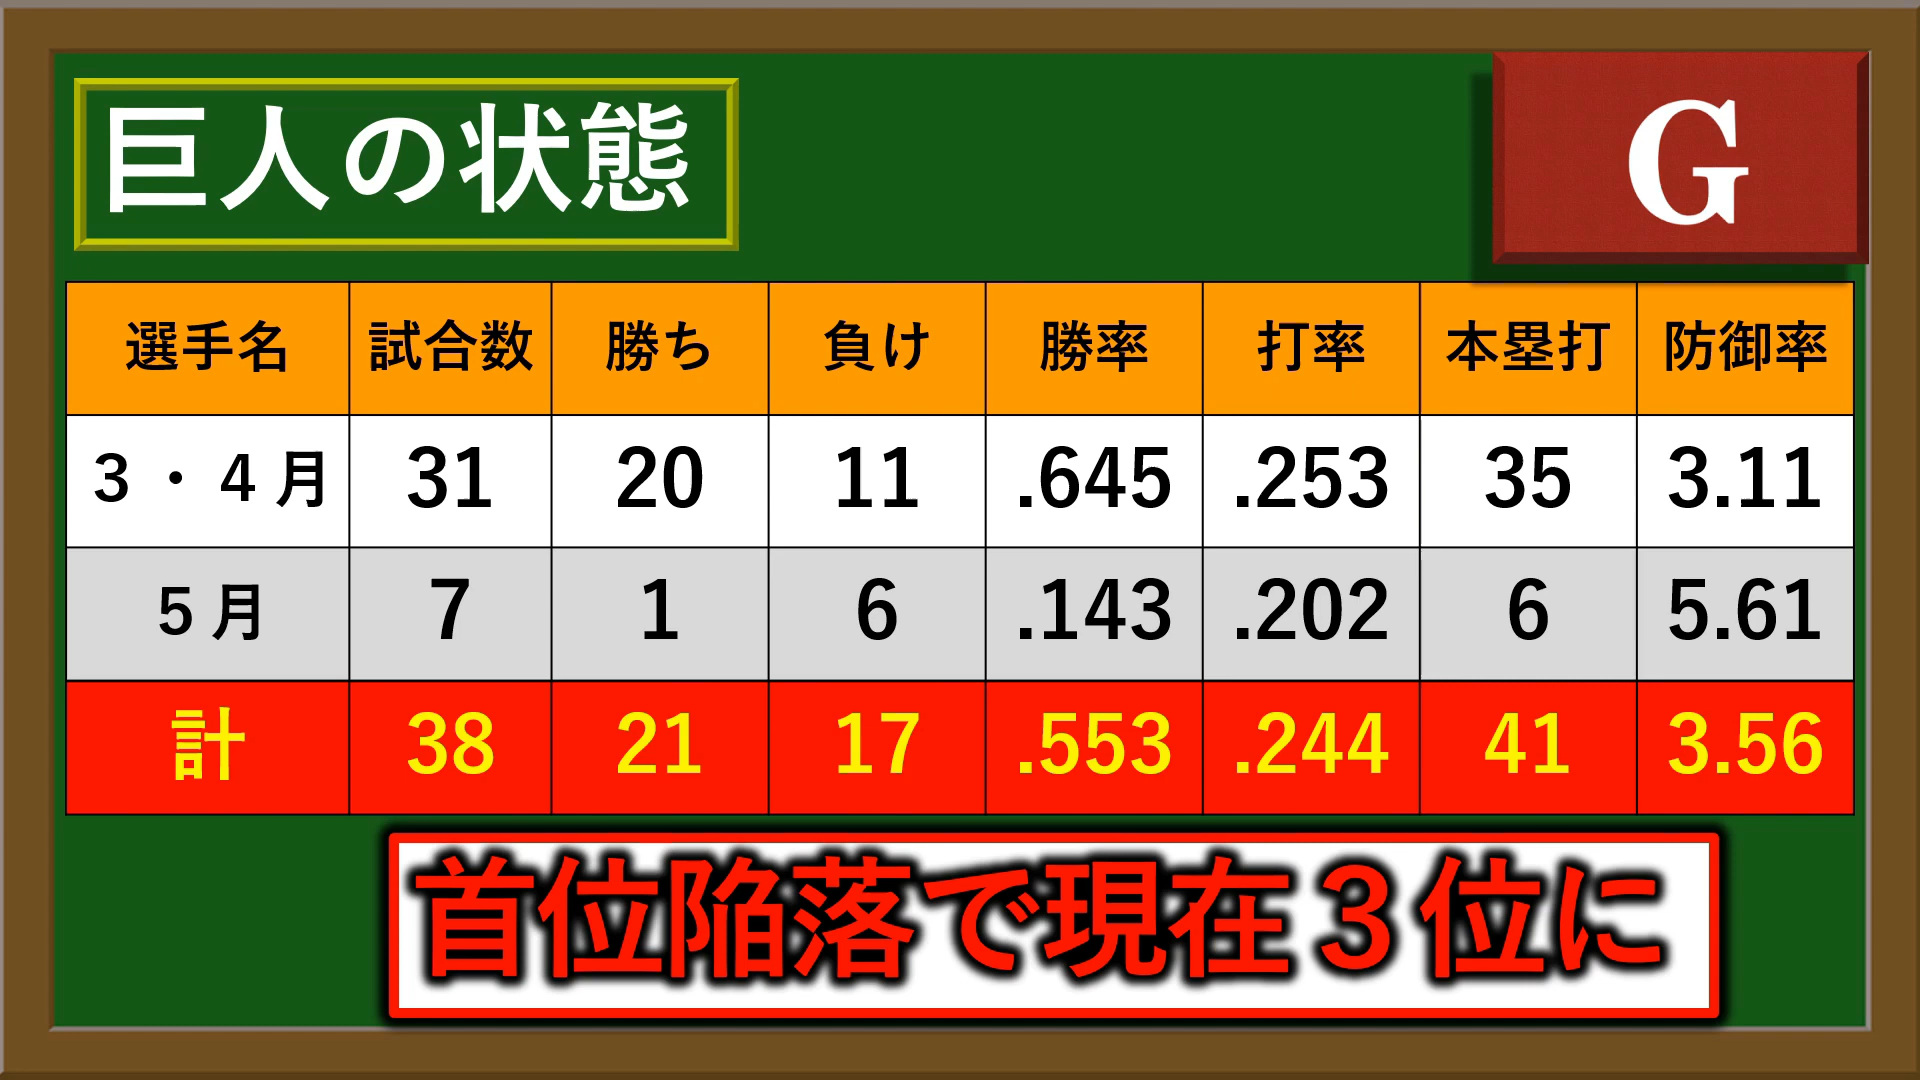 巨人の状態
G
選手名 試合数 勝ち 負け 勝率 打率 本塁打 防御率
３・４月 31 20 11 .645 .253 35 3.11
５月 7 1 6 .143 .202 6 5.61
計 38 21 17 .553 .244 41 3.56
首位陥落で現在３位に